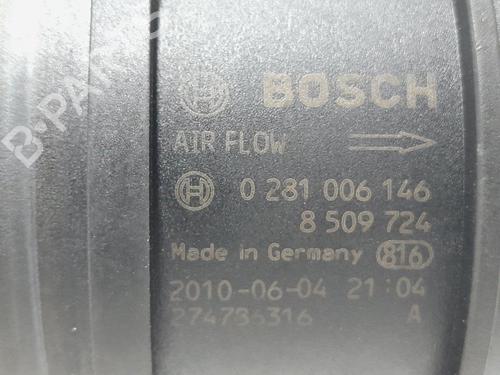 BOSCH
AIR FLOW
0 281 006 146
8 509 724
Made in Germany 816
2010-06-04 21:04
274736316 A
B-PARTS